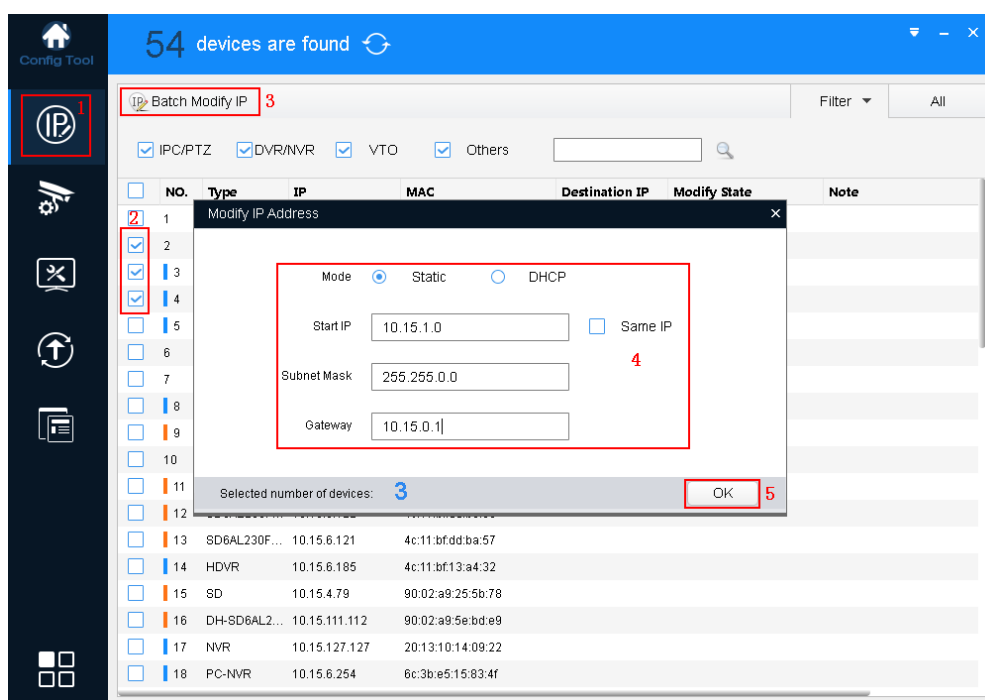 54 devices are found
Config Tool
1
Batch Modify IP 3
Filter All
IPC/PTZ DVR/NVR VTO Others
NO. Type IP MAC Destination IP Modify State Note
2 1
Modify IP Address
2
3
4
5
6
7
8
9
10
11
12
Mode Static DHCP
Start IP 10.15.1.0 Same IP
4
Subnet Mask 255.255.0.0
Gateway 10.15.0.1
Selected number of devices: 3 OK 5
13 SD6AL230F... 10.15.6.121 4c:11:bf:dd:ba:57
14 HDVR 10.15.6.185 4c:11:bf:13:a4:32
15 SD 10.15.4.79 90:02:a9:25:5b:78
16 DH-SD6AL2... 10.15.111.112 90:02:a9:5e:bd:e9
17 NVR 10.15.127.127 20:13:10:14:09:22
18 PC-NVR 10.15.6.254 6c:3b:e5:15:83:4f